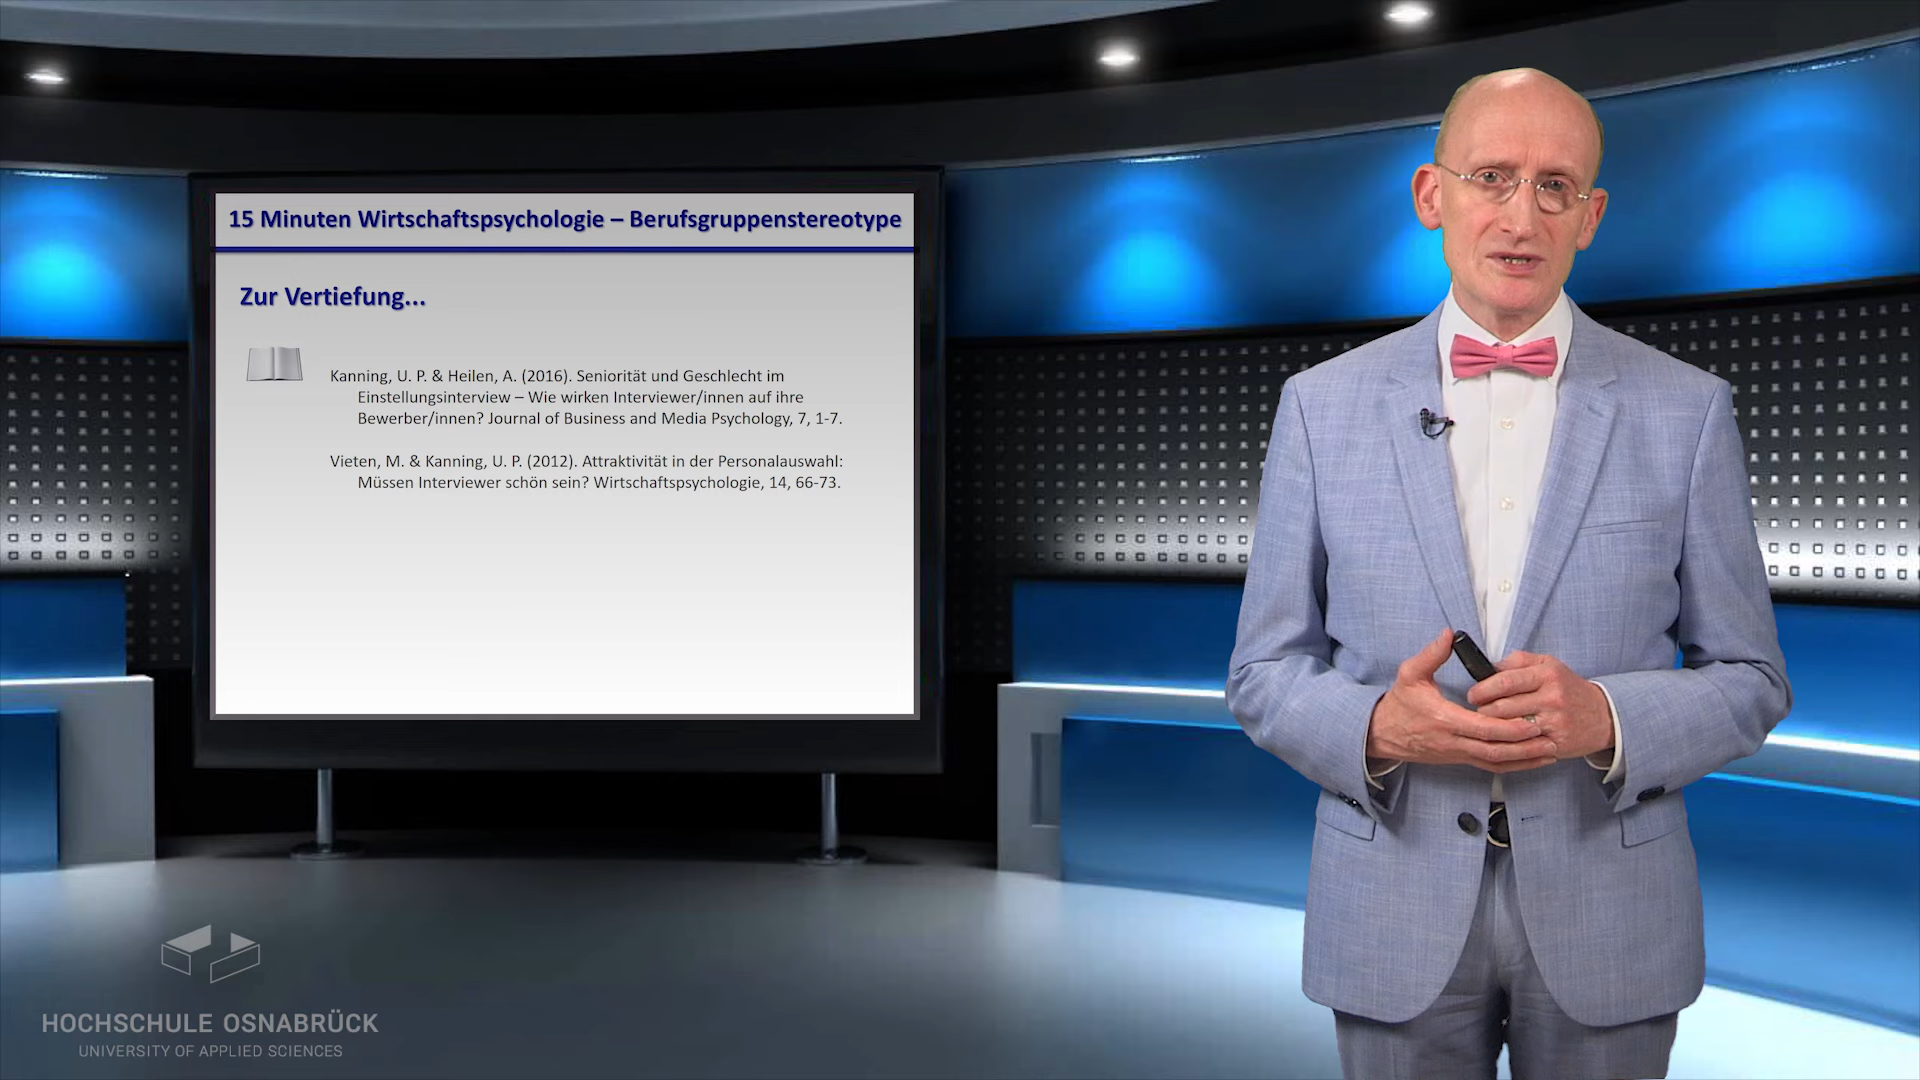 15 Minuten Wirtschaftspsychologie – Berufsgruppenstereotype
Zur Vertiefung...
Kanning, U. P. & Heilen, A. (2016). Seniorität und Geschlecht im
Einstellungsinterview – Wie wirken Interviewer/innen auf ihre
Bewerber/innen? Journal of Business and Media Psychology, 7, 1-7.
Vieten, M. & Kanning, U. P. (2012). Attraktivität in der Personalauswahl:
Müssen Interviewer schön sein? Wirtschaftspsychologie, 14, 66-73.
HOCHSCHULE OSNABRÜCK
UNIVERSITY OF APPLIED SCIENCES